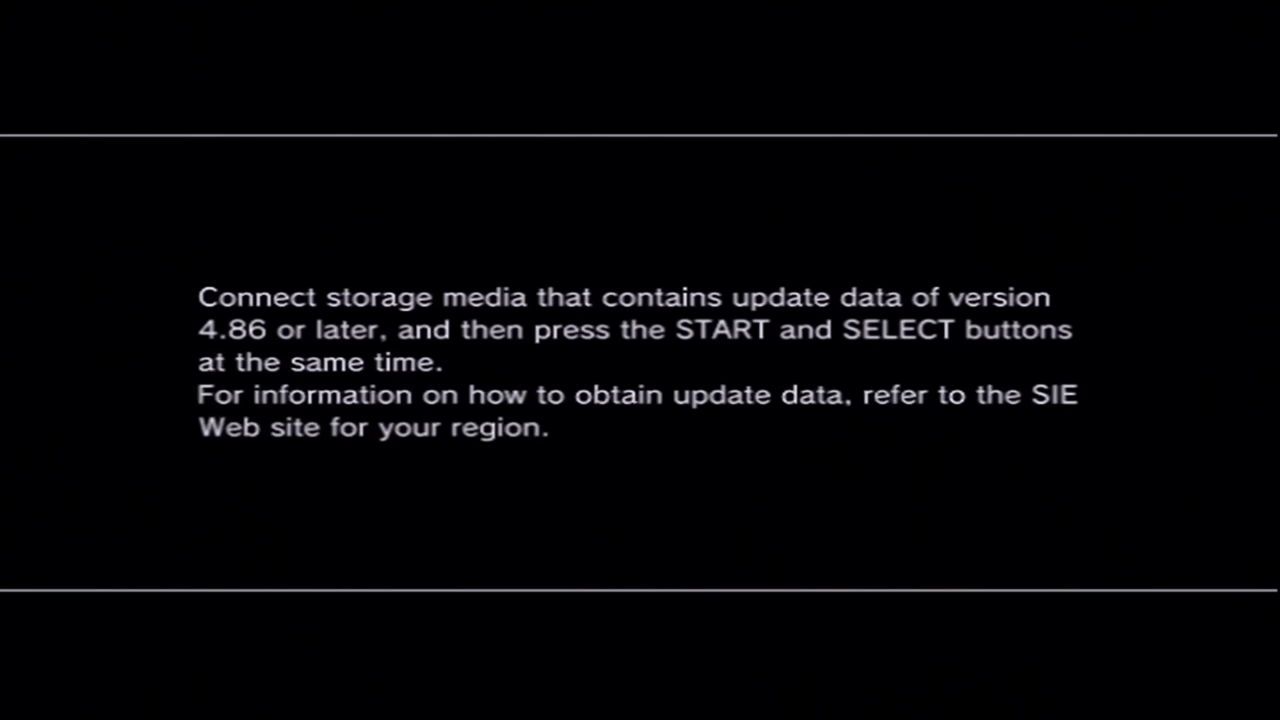 Connect storage media that contains update data of version
4.86 or later, and then press the START and SELECT buttons
at the same time.
For information on how to obtain update data, refer to the SIE
Web site for your region.